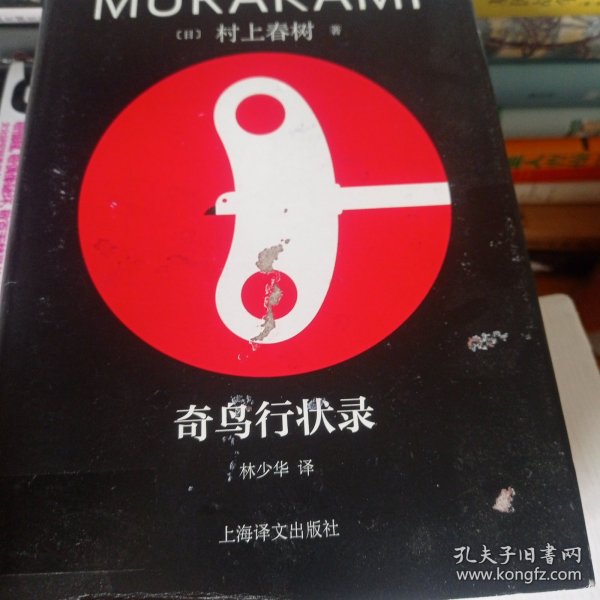 MURAKAMI
〔日〕 村上春树 著
奇鸟行状录
林少华 译
上海译文出版社
孔夫子旧书网
www.kongfz.com